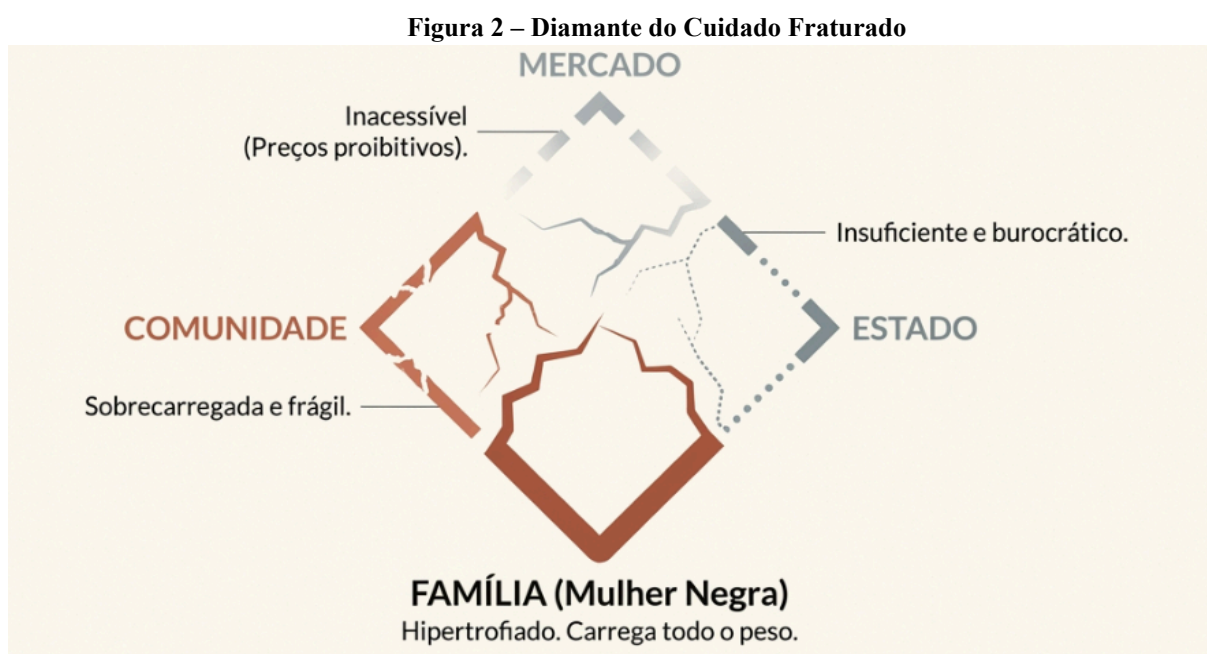 Figura 2 – Diamante do Cuidado Fraturado
MERCADO
Inacessível
(Preços proibitivos).
Insuficiente e burocrático.
COMUNIDADE
ESTADO
Sobrecarregada e frágil.
FAMÍLIA (Mulher Negra)
Hipertrofiado. Carrega todo o peso.